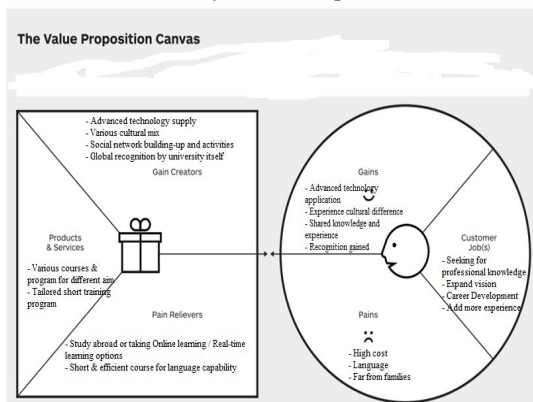 The Value Proposition Canvas
- Advanced technology supply
- Various cultural mix
- Social network building-up and activities
- Global recognition by university itself
Gain Creators
Products
& Services
- Various courses &
program for different aim
- Tailored short training
program
Pain Relievers
- Study abroad or taking Online learning / Real-time
learning options
- Short & efficient course for language capability
Gains
- Advanced technology
application
- Experience cultural difference
- Shared knowledge and
experience
- Recognition gained
Customer
Job(s)
- Seeking for
professional knowledge
- Expand vision
- Career Development
- Add more experience
Pains
- High cost
- Language
- Far from families